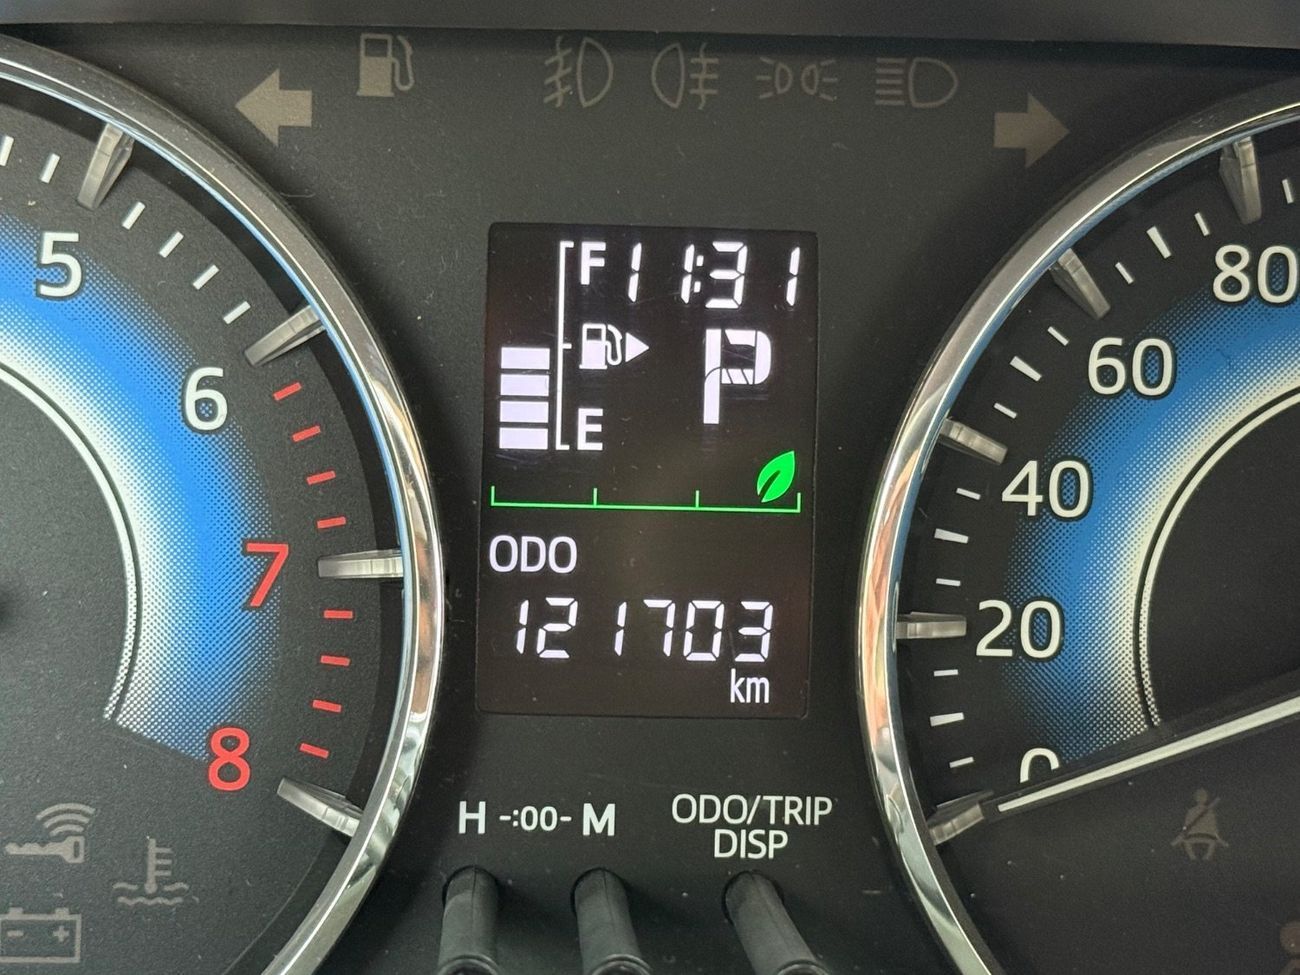 5
6
7
8
F 11:31
P
E
ODO
121703
km
80
60
40
20
0
H -:00- M
ODO/TRIP
DISP